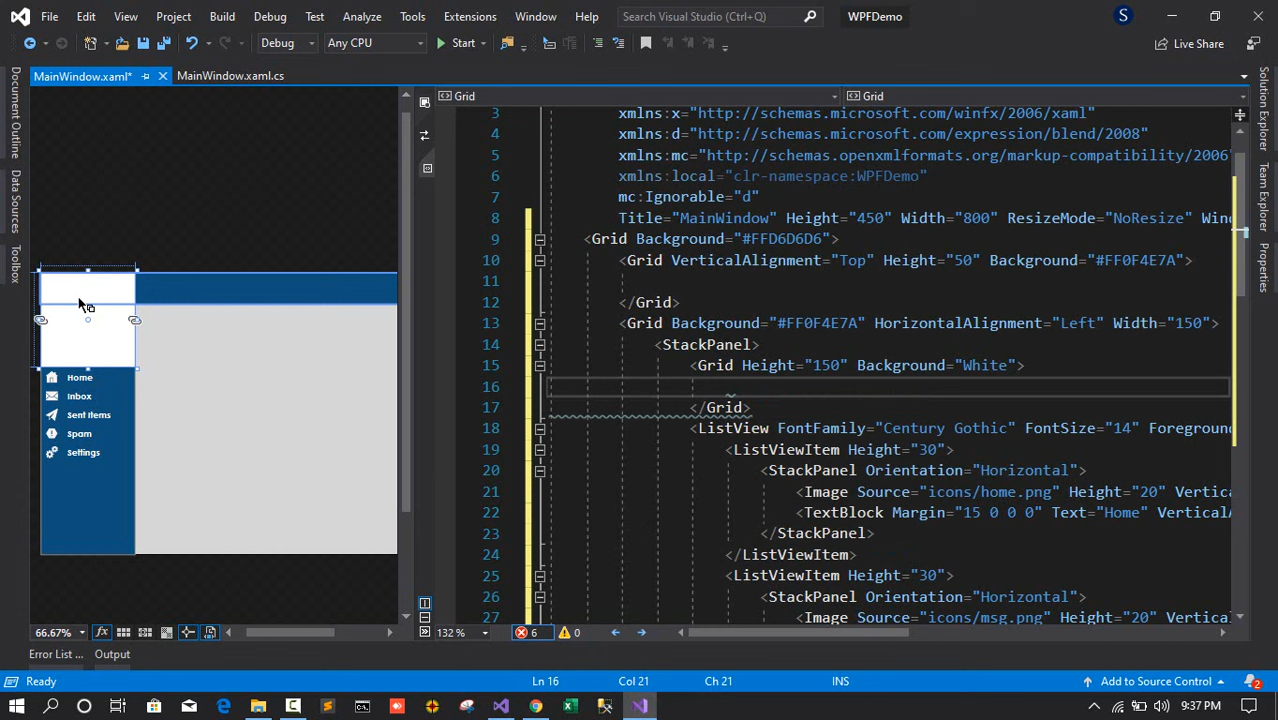 File Edit View Project Build Debug Test Analyze Tools Extensions Window Help Search Visual Studio (Ctrl+Q) WPFDemo S
Debug Any CPU Start Live Share
MainWindow.xaml* MainWindow.xaml.cs
Document Outline
Data Sources
Toolbox
Grid Grid
3 xmlns:x="http://schemas.microsoft.com/winfx/2006/xaml"
4 xmlns:d="http://schemas.microsoft.com/expression/blend/2008"
5 xmlns:mc="http://schemas.openxmlformats.org/markup-compatibility/2006"
6 xmlns:local="clr-namespace:WPFDemo"
7 mc:Ignorable="d"
8 Title="MainWindow" Height="450" Width="800" ResizeMode="NoResize" Win
9 <Grid Background="#FFD6D6D6">
10 <Grid VerticalAlignment="Top" Height="50" Background="#FF0F4E7A">
11
12 </Grid>
13 <Grid Background="#FF0F4E7A" HorizontalAlignment="Left" Width="150">
14 <StackPanel>
15 <Grid Height="150" Background="White">
16
17 </Grid>
18 <ListView FontFamily="Century Gothic" FontSize="14" Foregroun
19 <ListViewItem Height="30">
20 <StackPanel Orientation="Horizontal">
21 <Image Source="icons/home.png" Height="20" Vertic
22 <TextBlock Margin="15 0 0 0" Text="Home" Vertical
23 </StackPanel>
24 </ListViewItem>
25 <ListViewItem Height="30">
26 <StackPanel Orientation="Horizontal">
27 <Image Source="icons/msg.png" Height="20" Vertica
Home
Inbox
Sent Items
Spam
Settings
Solution Explorer
Team Explorer
Properties
66.67% fx 132 % 6 0
Error List ... Output
Ready Ln 16 Col 21 Ch 21 INS Add to Source Control 2
9:37 PM